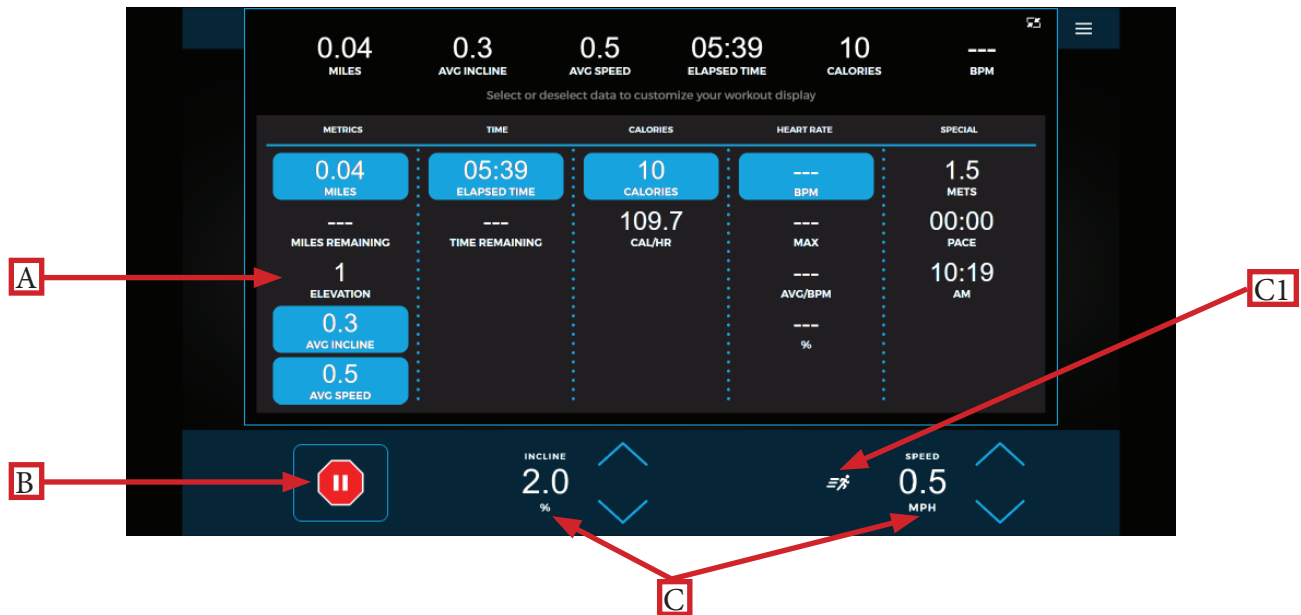 0.04 0.3 0.5 05:39 10 ---
MILES AVG INCLINE AVG SPEED ELAPSED TIME CALORIES BPM
Select or deselect data to customize your workout display
METRICS TIME CALORIES HEART RATE SPECIAL
0.04 05:39 10 --- 1.5
MILES ELAPSED TIME CALORIES BPM METS
--- --- 109.7 --- 00:00
MILES REMAINING TIME REMAINING CAL/HR MAX PACE
A
1 --- 10:19
ELEVATION AVG/BPM AM
C1
0.3 ---
AVG INCLINE %
0.5
AVG SPEED
B
INCLINE SPEED
2.0 0.5
% MPH
C